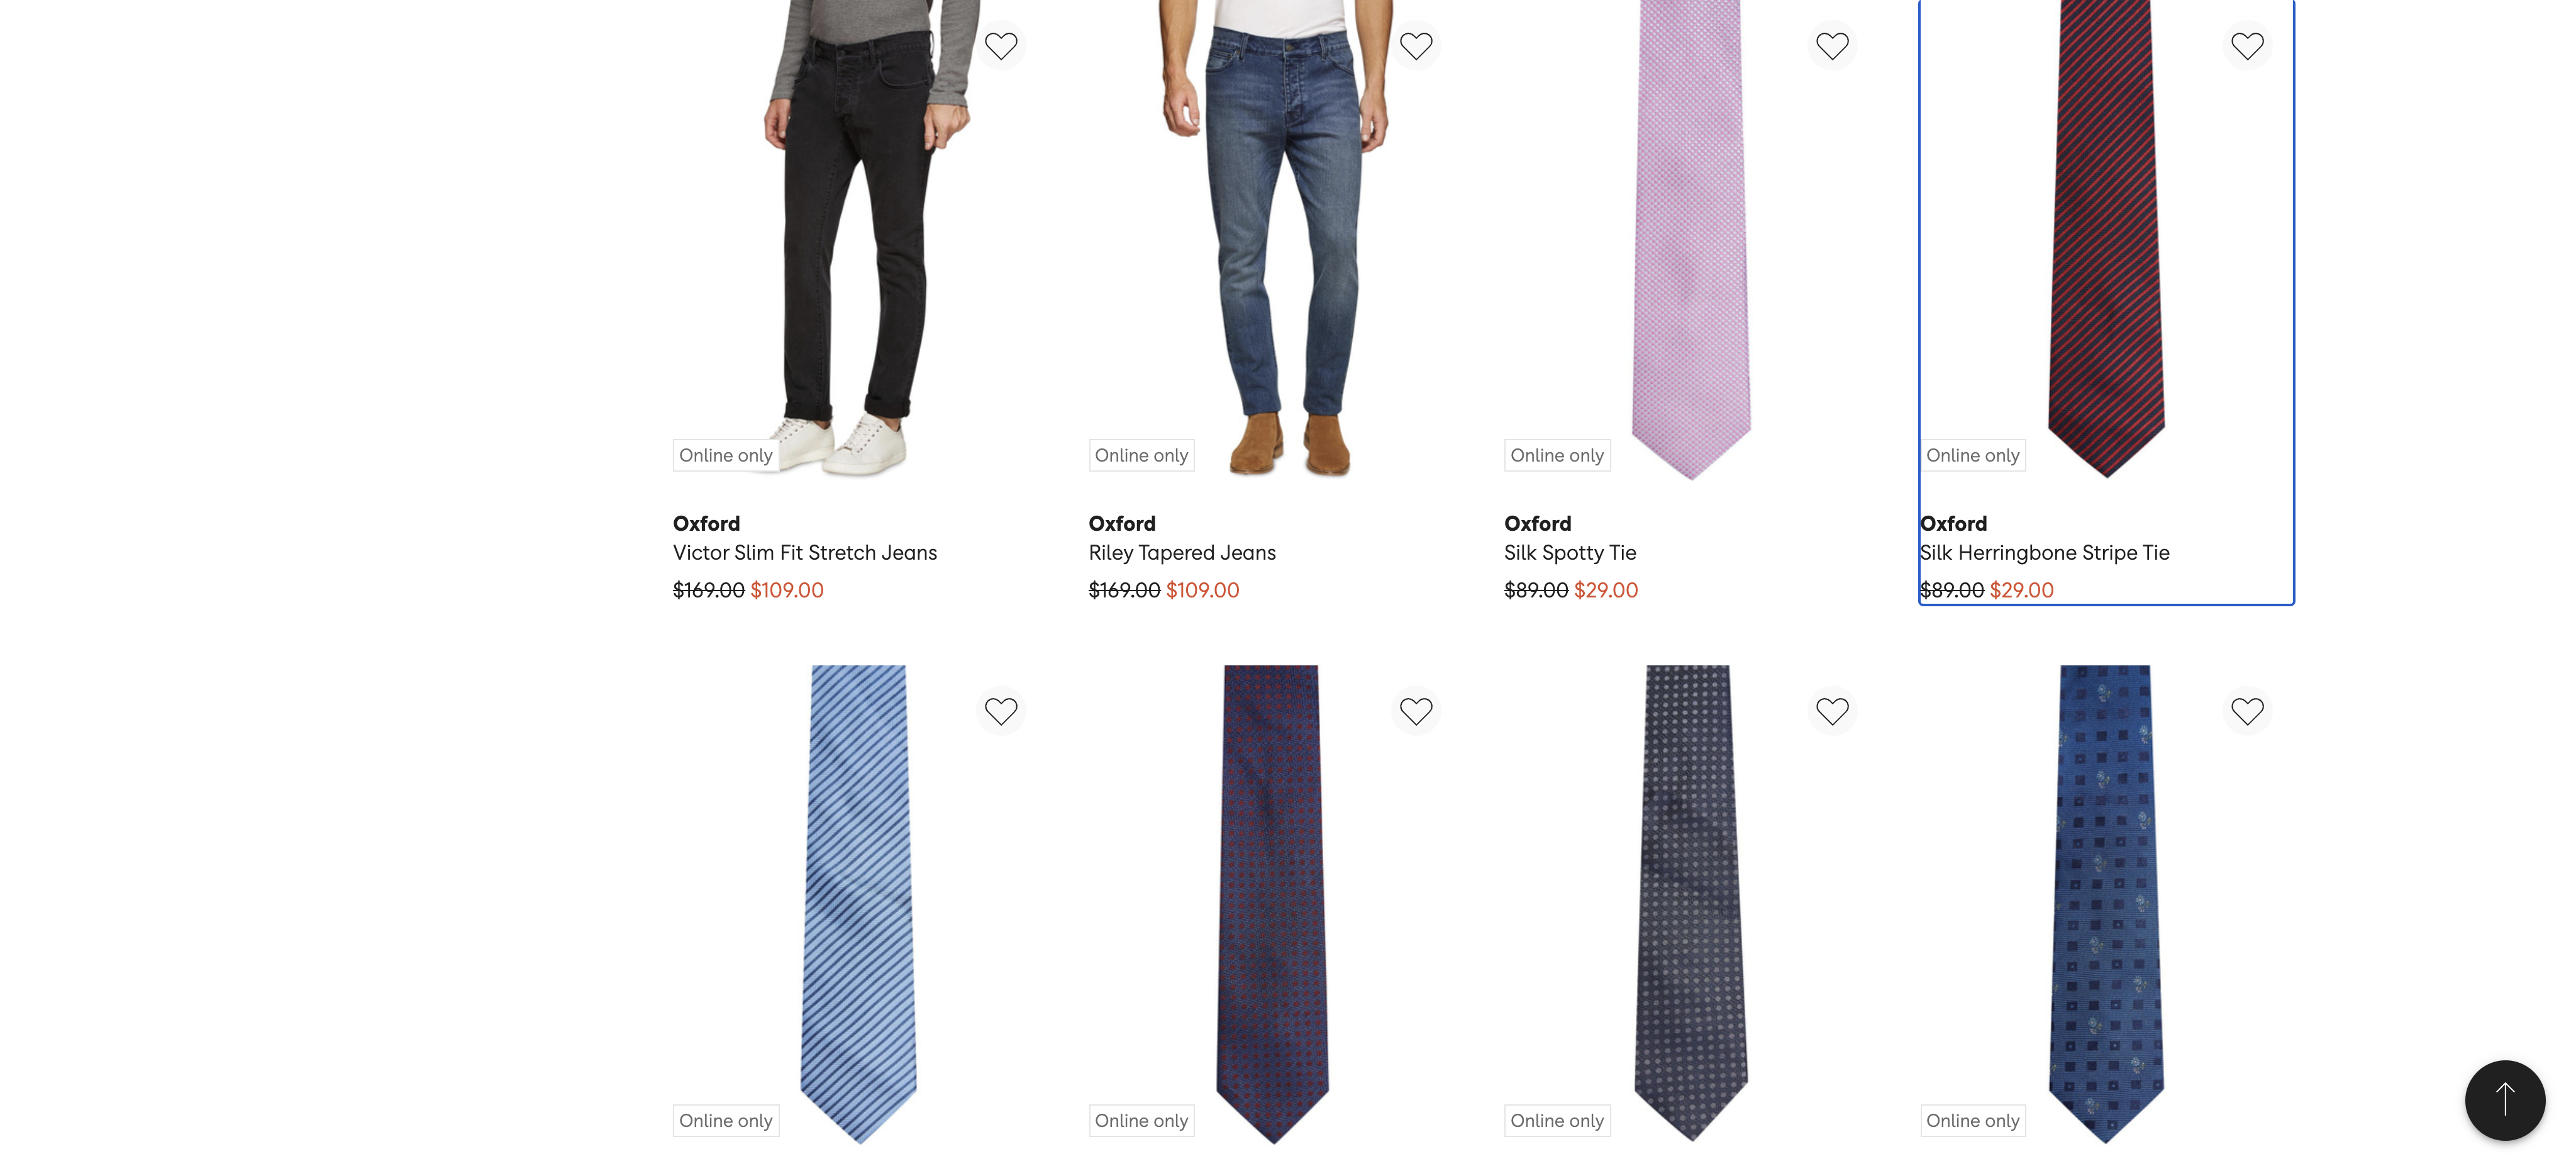 Online only
Online only
Online only
Online only
Oxford
Victor Slim Fit Stretch Jeans
$169.00 $109.00
Oxford
Riley Tapered Jeans
$169.00 $109.00
Oxford
Silk Spotty Tie
$89.00 $29.00
Oxford
Silk Herringbone Stripe Tie
$89.00 $29.00
Online only
Online only
Online only
Online only